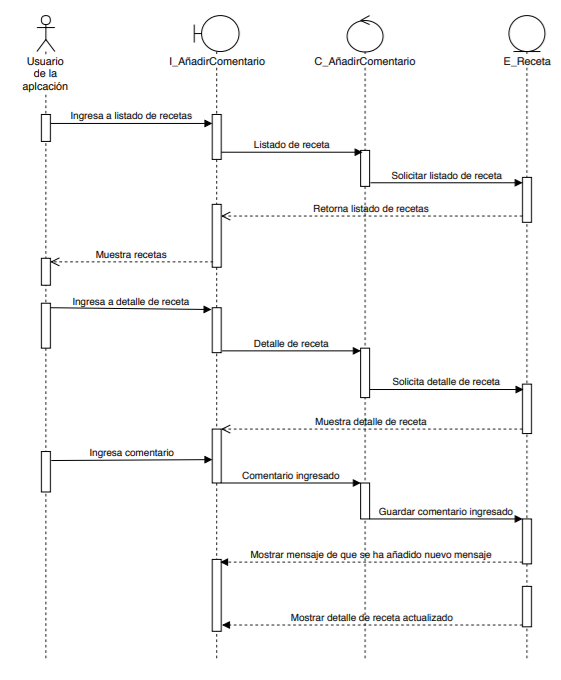 Usuario
de la
aplcación
I_AñadirComentario
C_AñadirComentario
E_Receta
Ingresa a listado de recetas
Listado de receta
Solicitar listado de receta
Retorna listado de recetas
Muestra recetas
Ingresa a detalle de receta
Detalle de receta
Solicita detalle de receta
Muestra detalle de receta
Ingresa comentario
Comentario ingresado
Guardar comentario ingresado
Mostrar mensaje de que se ha añadido nuevo mensaje
Mostrar detalle de receta actualizado